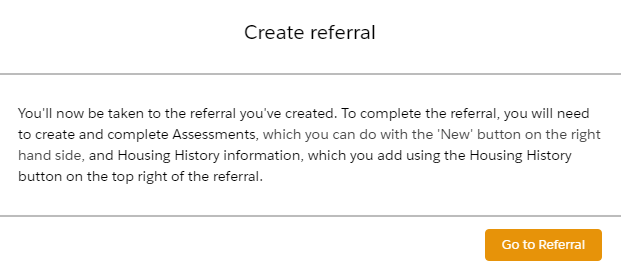 Create referral
You'll now be taken to the referral you've created. To complete the referral, you will need
to create and complete Assessments, which you can do with the 'New' button on the right
hand side, and Housing History information, which you add using the Housing History
button on the top right of the referral.
Go to Referral